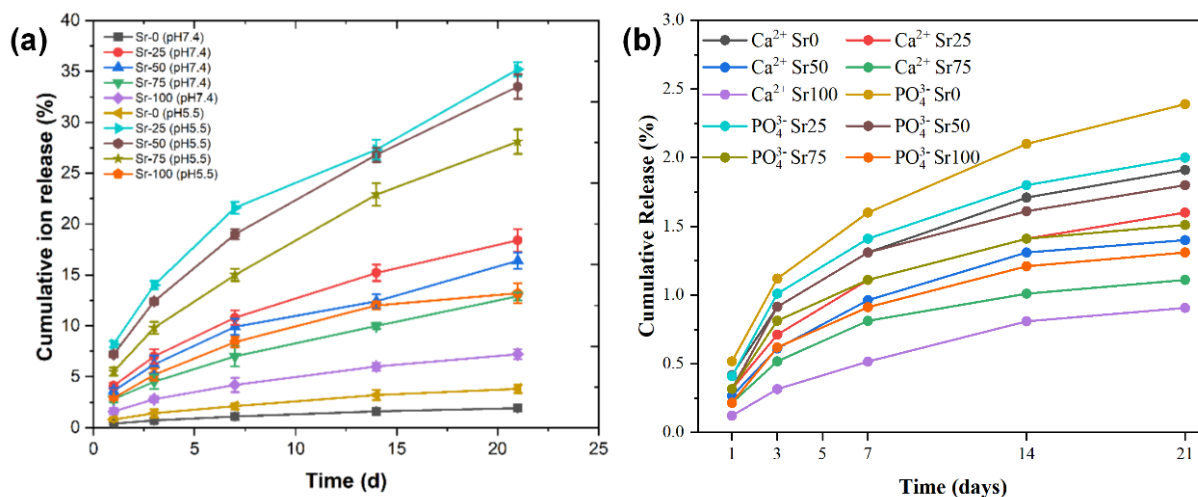 (a)
Cumulative ion release (%)
40
35
30
25
20
15
10
5
0
Sr-0 (pH7.4)
Sr-25 (pH7.4)
Sr-50 (pH7.4)
Sr-75 (pH7.4)
Sr-100 (pH7.4)
Sr-0 (pH5.5)
Sr-25 (pH5.5)
Sr-50 (pH5.5)
Sr-75 (pH5.5)
Sr-100 (pH5.5)
0 5 10 15 20 25
Time (d)
(b)
Cumulative Release (%)
3.0
2.5
2.0
1.5
1.0
0.5
0.0
Ca²⁺ Sr0 Ca²⁺ Sr25
Ca²⁺ Sr50 Ca²⁺ Sr75
Ca²⁺ Sr100 PO₄³⁻ Sr0
PO₄³⁻ Sr25 PO₄³⁻ Sr50
PO₄³⁻ Sr75 PO₄³⁻ Sr100
1 3 5 7 14 21
Time (days)